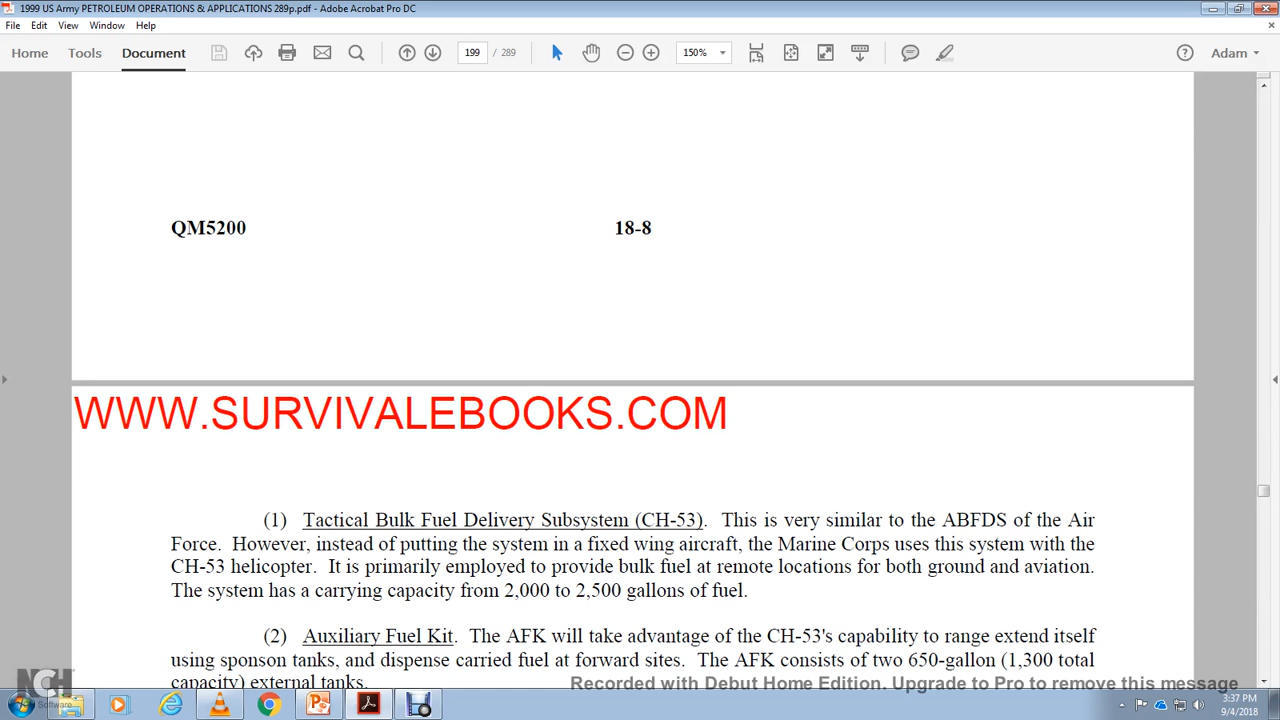 1999 US Army PETROLEUM OPERATIONS & APPLICATIONS 289p.pdf - Adobe Acrobat Pro DC
File Edit View Window Help
Home Tools Document 199 / 289 150% Adam
QM5200 18-8
WWW.SURVIVALEBOOKS.COM
(1) Tactical Bulk Fuel Delivery Subsystem (CH-53). This is very similar to the ABFDS of the Air
Force. However, instead of putting the system in a fixed wing aircraft, the Marine Corps uses this system with the
CH-53 helicopter. It is primarily employed to provide bulk fuel at remote locations for both ground and aviation.
The system has a carrying capacity from 2,000 to 2,500 gallons of fuel.
(2) Auxiliary Fuel Kit. The AFK will take advantage of the CH-53's capability to range extend itself
using sponson tanks, and dispense carried fuel at forward sites. The AFK consists of two 650-gallon (1,300 total
capacity) external tanks.
Recorded with Debut Home Edition. Upgrade to Pro to remove this message
NCH
Software
3:37 PM
9/4/2018